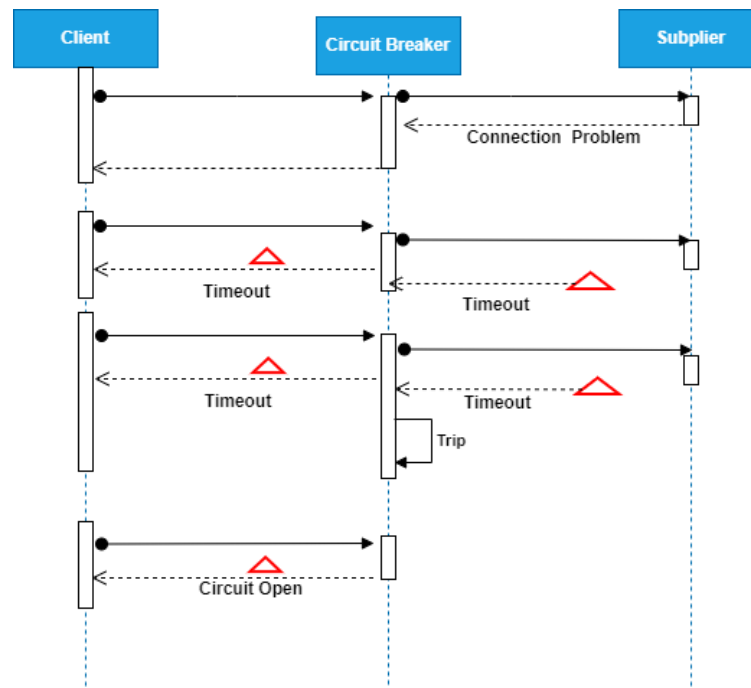 Client
Circuit Breaker
Subplier
Connection Problem
Timeout
Timeout
Timeout
Timeout
Trip
Circuit Open